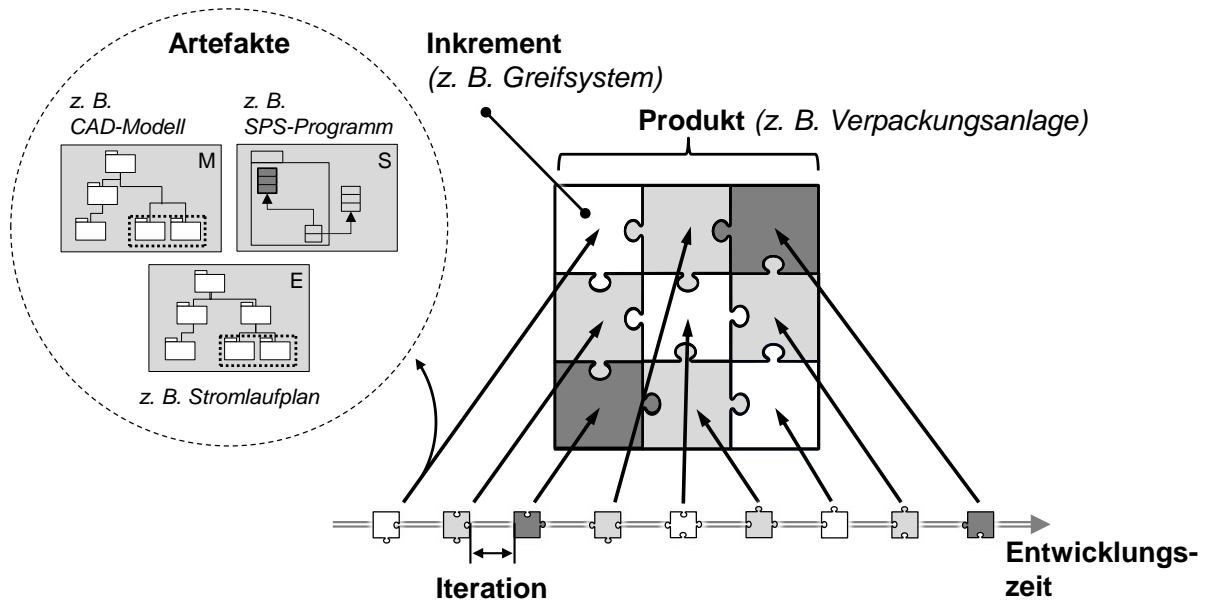 Artefakte
z. B.
CAD-Modell
z. B.
SPS-Programm
M
S
E
z. B. Stromlaufplan
Inkrement
(z. B. Greifsystem)
Produkt (z. B. Verpackungsanlage)
Iteration
Entwicklungs-
zeit